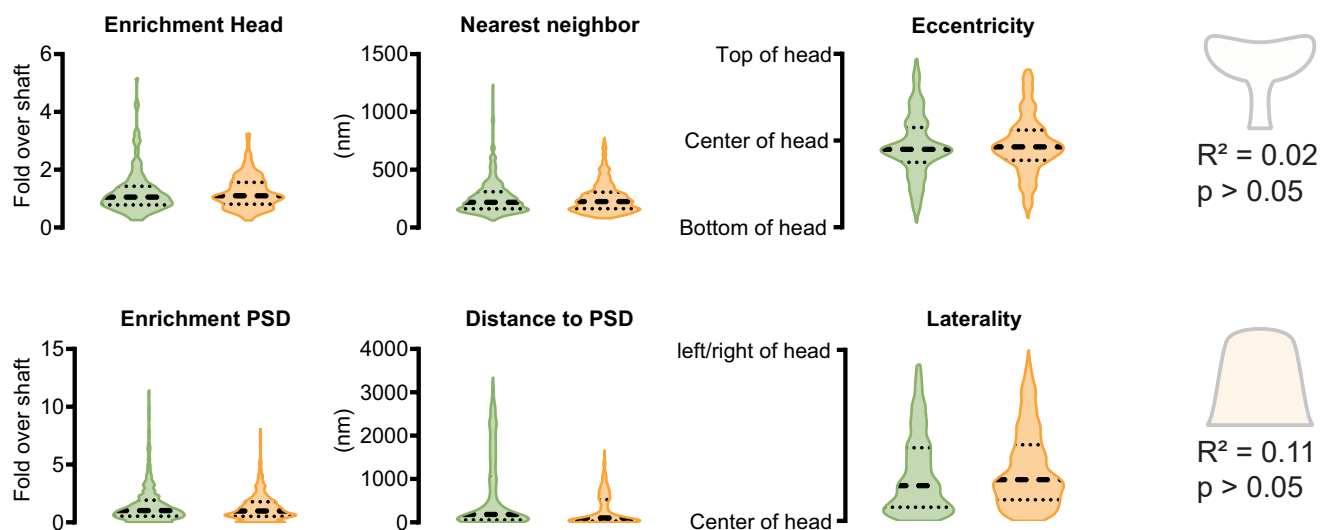 Enrichment Head
Fold over shaft
6
4
2
0
Nearest neighbor
(nm)
1500
1000
500
0
Eccentricity
Top of head
Center of head
Bottom of head
R² = 0.02
p > 0.05
Enrichment PSD
Fold over shaft
15
10
5
0
Distance to PSD
(nm)
4000
3000
2000
1000
0
Laterality
left/right of head
Center of head
R² = 0.11
p > 0.05